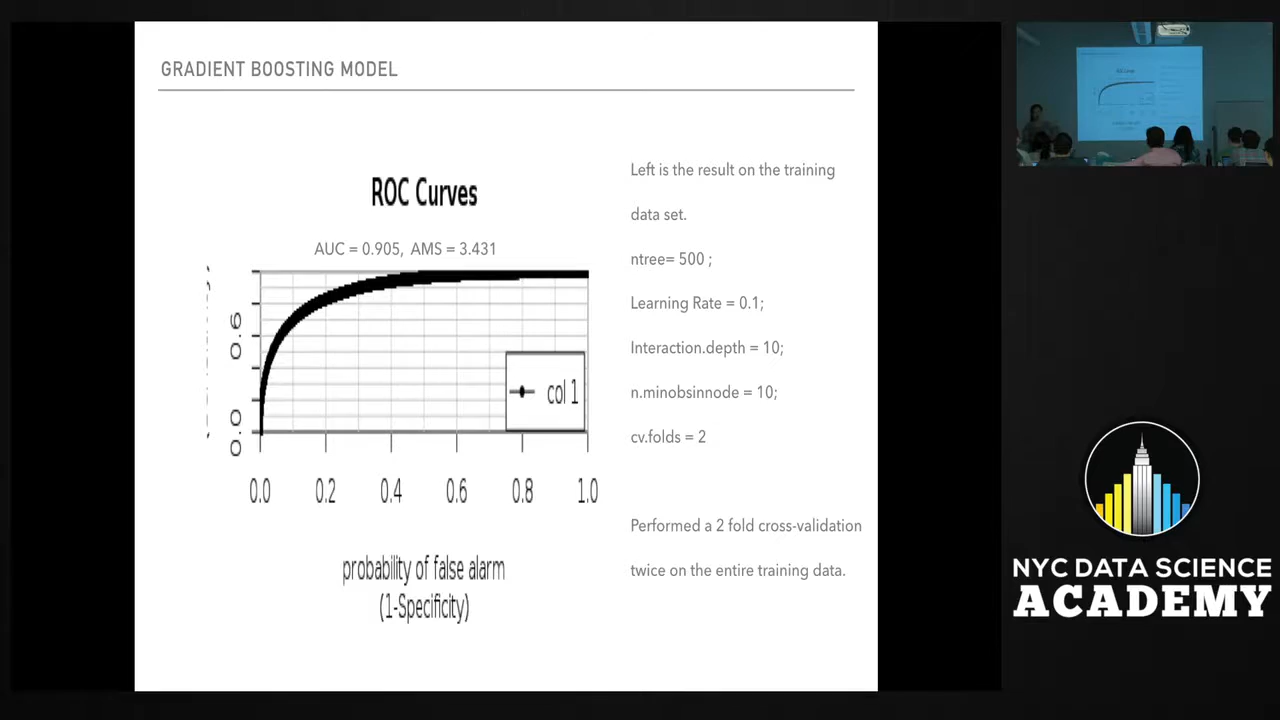 GRADIENT BOOSTING MODEL
ROC Curves
AUC = 0.905, AMS = 3.431
0.6
0.0
col 1
0.0 0.2 0.4 0.6 0.8 1.0
probability of false alarm
(1-Specificity)
Left is the result on the training
data set.
ntree= 500 ;
Learning Rate = 0.1;
Interaction.depth = 10;
n.minobsinnode = 10;
cv.folds = 2
Performed a 2 fold cross-validation
twice on the entire training data.
NYC DATA SCIENCE
ACADEMY